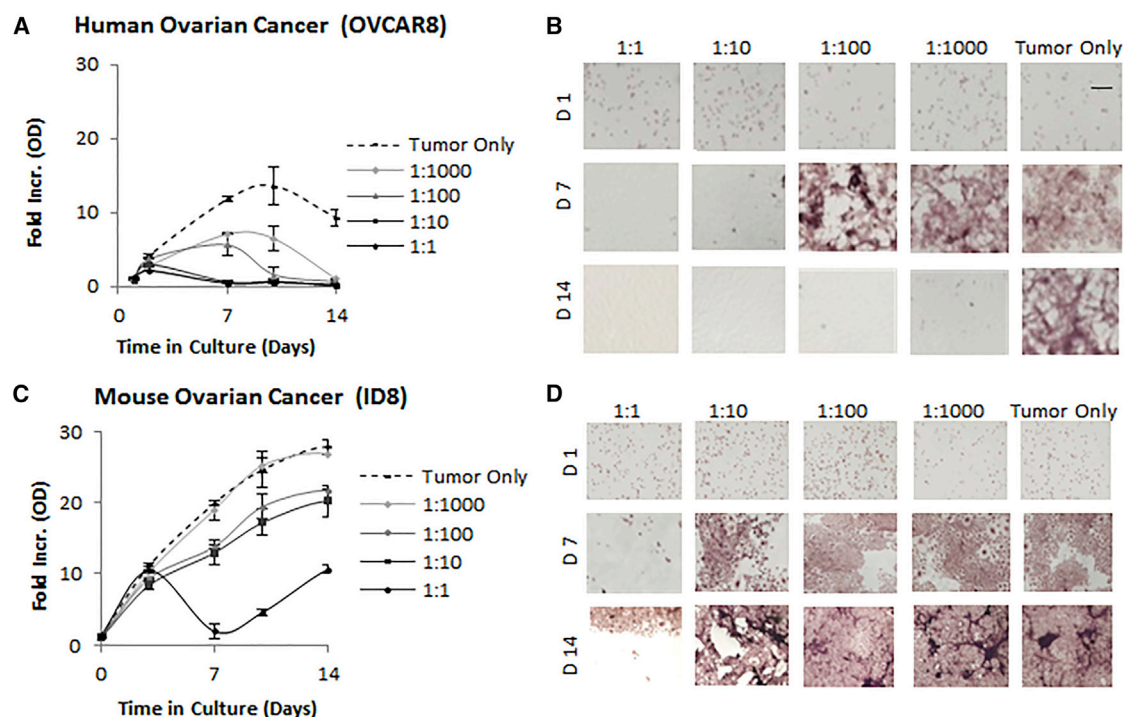 A
Human Ovarian Cancer (OVCAR8)
30
20
10
0
Fold Incr. (OD)
0
7
14
Time in Culture (Days)
Tumor Only
1:1000
1:100
1:10
1:1
B
1:1
1:10
1:100
1:1000
Tumor Only
D 1
D 7
D 14
C
Mouse Ovarian Cancer (ID8)
30
20
10
0
Fold Incr. (OD)
0
7
14
Time in Culture (Days)
Tumor Only
1:1000
1:100
1:10
1:1
D
1:1
1:10
1:100
1:1000
Tumor Only
D 1
D 7
D 14